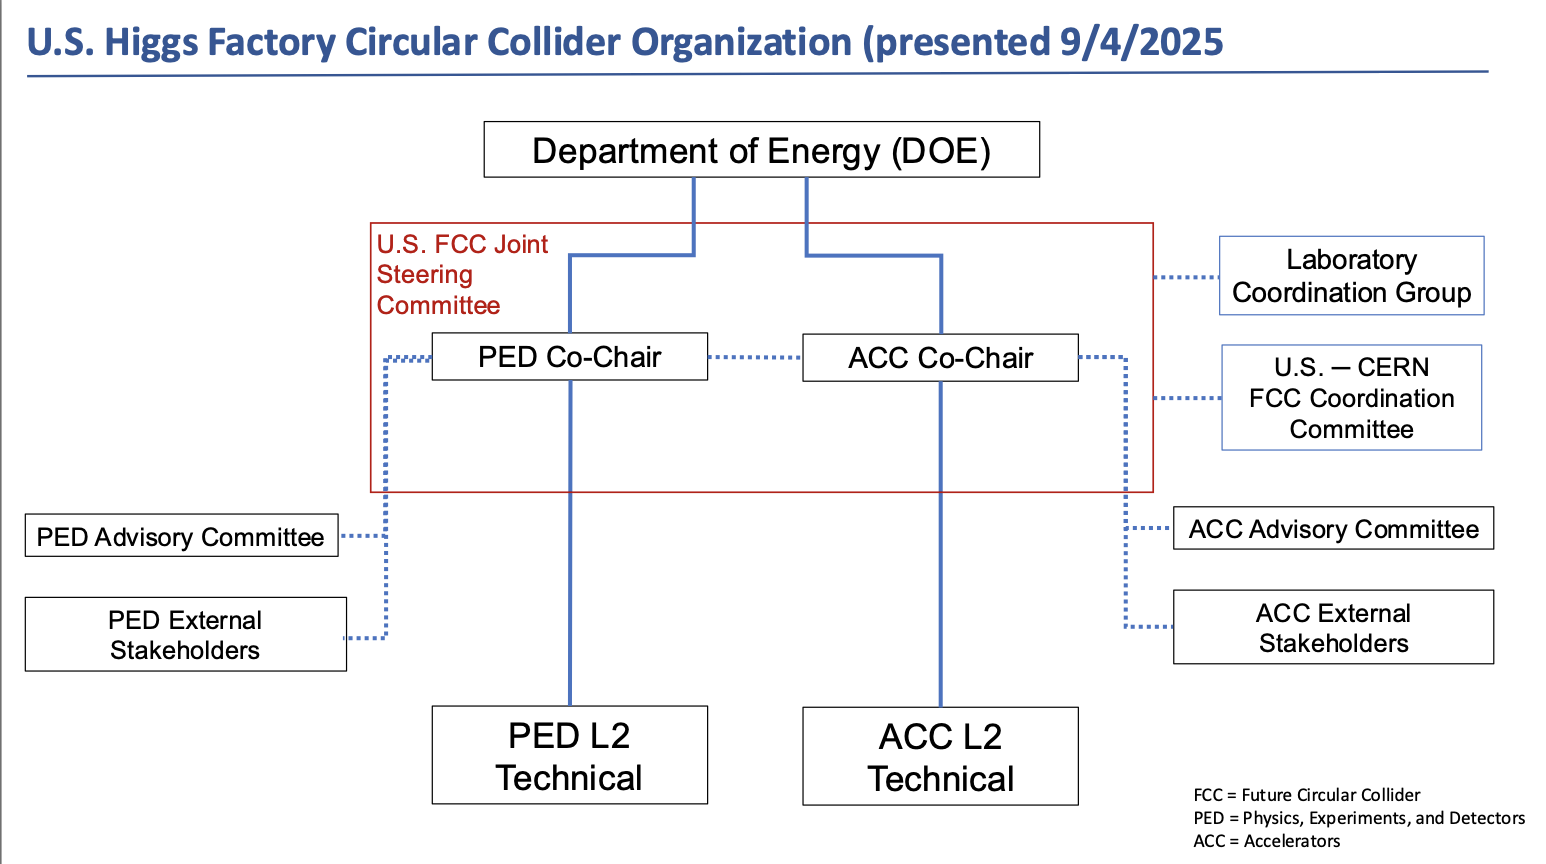 U.S. Higgs Factory Circular Collider Organization (presented 9/4/2025
Department of Energy (DOE)
U.S. FCC Joint
Steering
Committee
Laboratory
Coordination Group
PED Co-Chair
ACC Co-Chair
U.S. — CERN
FCC Coordination
Committee
PED Advisory Committee
ACC Advisory Committee
PED External
Stakeholders
ACC External
Stakeholders
PED L2
Technical
ACC L2
Technical
FCC = Future Circular Collider
PED = Physics, Experiments, and Detectors
ACC = Accelerators